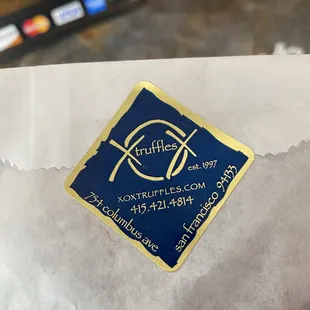 xox truffles
est. 1997
XOXTRUFFLES.COM
415.421.4814
754 columbus ave
san francisco 94133